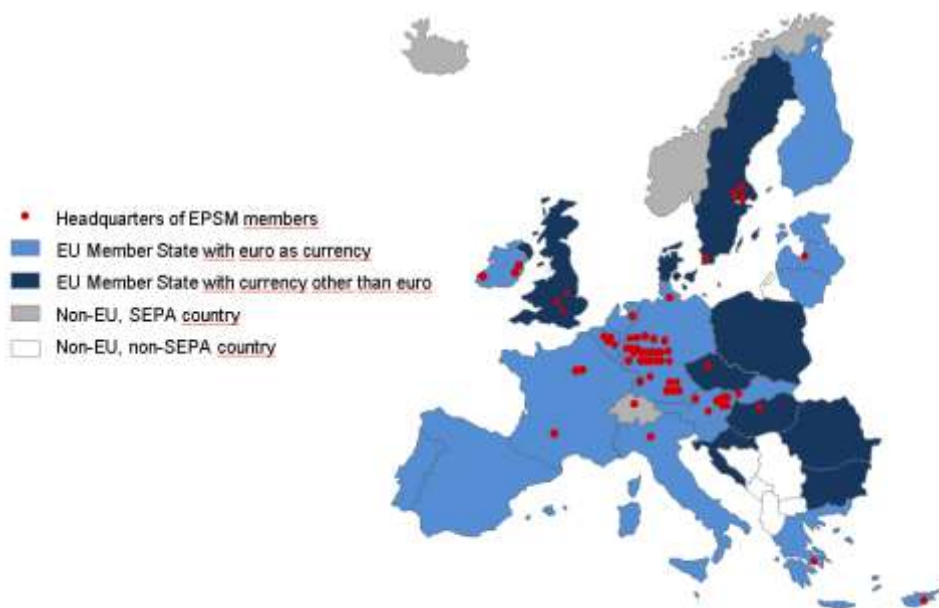 Headquarters of EPSM members
EU Member State with euro as currency
EU Member State with currency other than euro
Non-EU, SEPA country
Non-EU, non-SEPA country